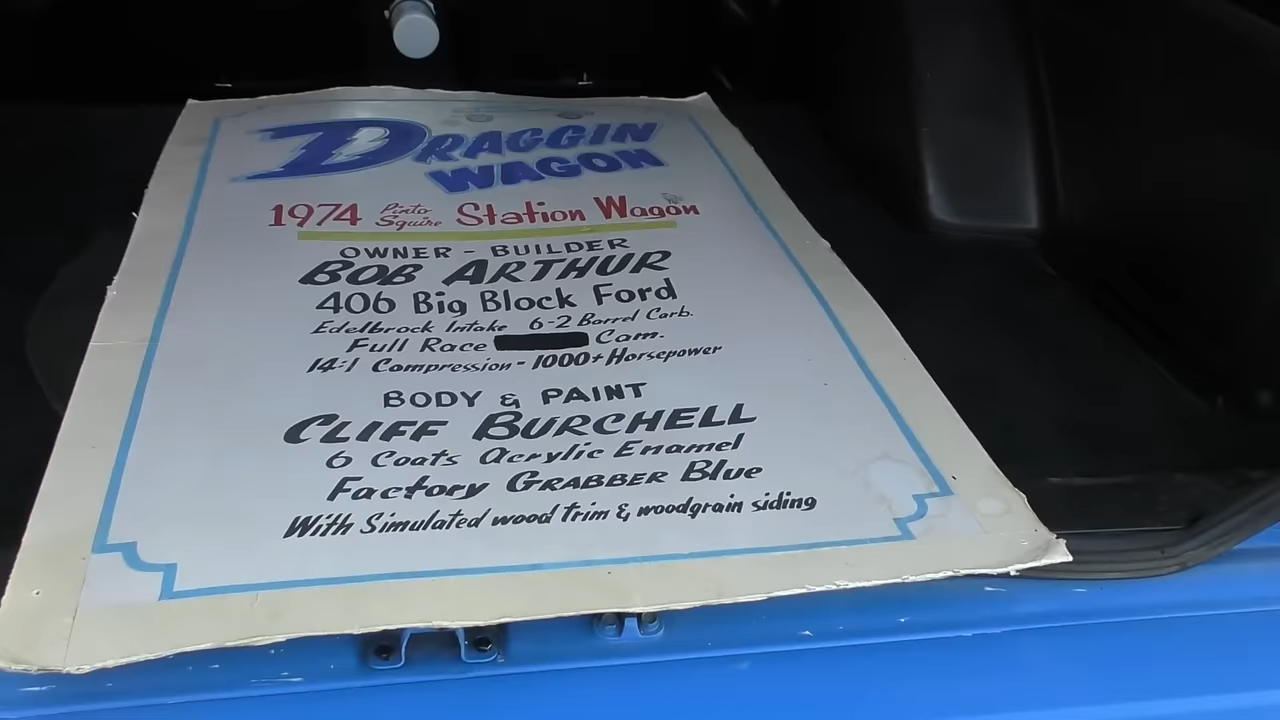 DRAGGIN
WAGON
1974 Pinto Squire Station Wagon
OWNER - BUILDER
BOB ARTHUR
406 Big Block Ford
Edelbrock Intake 6-2 Barrel Carb.
Full Race Cam.
14:1 Compression - 1000+ Horsepower
BODY & PAINT
CLIFF BURCHELL
6 Coats Acrylic Enamel
Factory GRABBER Blue
With Simulated wood trim & woodgrain siding